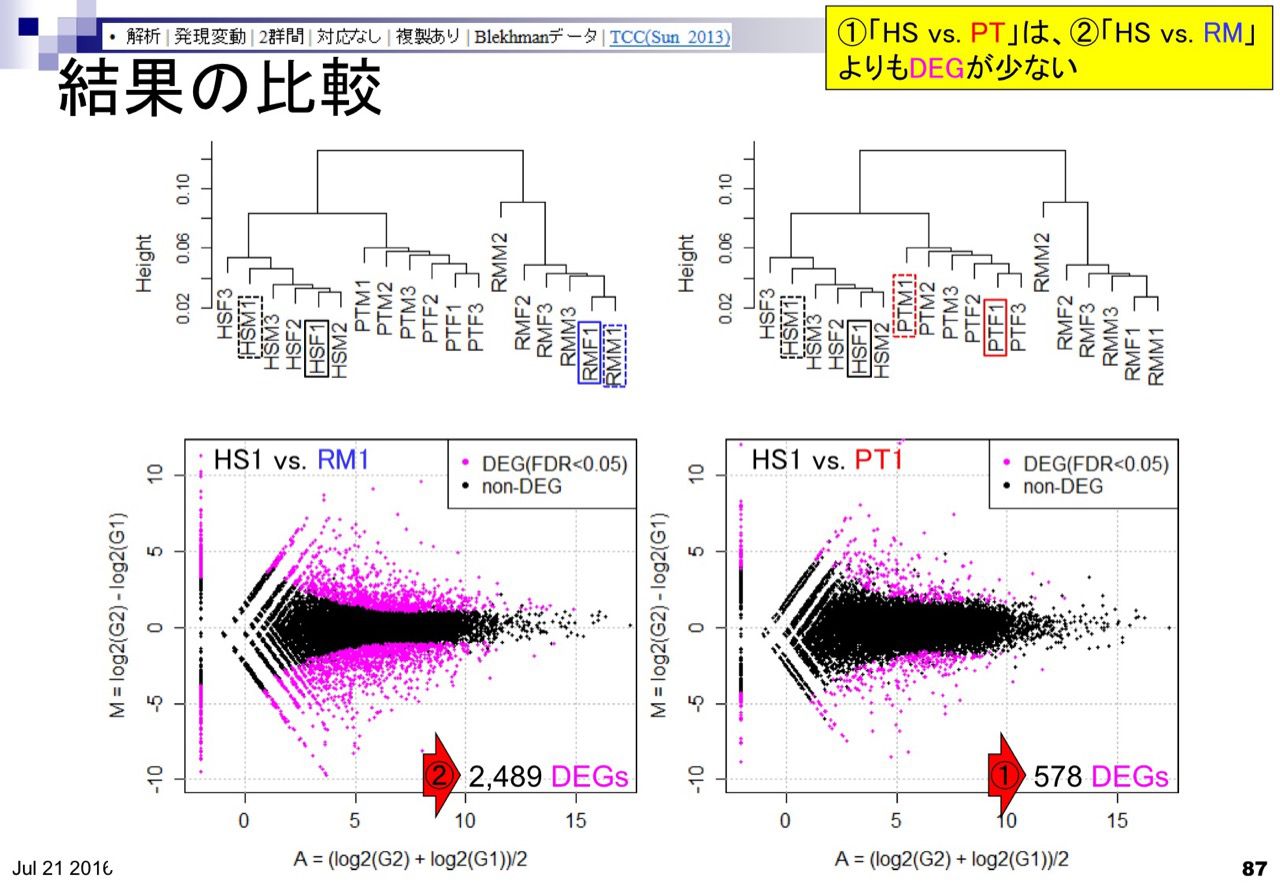 • 解析 | 発現変動 | 2群間 | 対応なし | 複製あり | Blekhmanデータ | TCC(Sun_2013)
①「HS vs. PT」は、②「HS vs. RM」
よりもDEGが少ない
結果の比較
Height
0.02 0.06 0.10
HSF3
HSM1
HSM3
HSF2
HSF1
HSM2
PTM1
PTM2
PTM3
PTF2
PTF1
PTF3
RMM2
RMF2
RMF3
RMM3
RMF1
RMM1
Height
0.02 0.06 0.10
HSF3
HSM1
HSM3
HSF2
HSF1
HSM2
PTM1
PTM2
PTM3
PTF2
PTF1
PTF3
RMM2
RMF2
RMF3
RMM3
RMF1
RMM1
HS1 vs. RM1
DEG(FDR<0.05)
non-DEG
M = log2(G2) - log2(G1)
-10 -5 0 5 10
② 2,489 DEGs
0 5 10 15
A = (log2(G2) + log2(G1))/2
HS1 vs. PT1
DEG(FDR<0.05)
non-DEG
M = log2(G2) - log2(G1)
-10 -5 0 5 10
① 578 DEGs
0 5 10 15
A = (log2(G2) + log2(G1))/2
Jul 21 2016
87